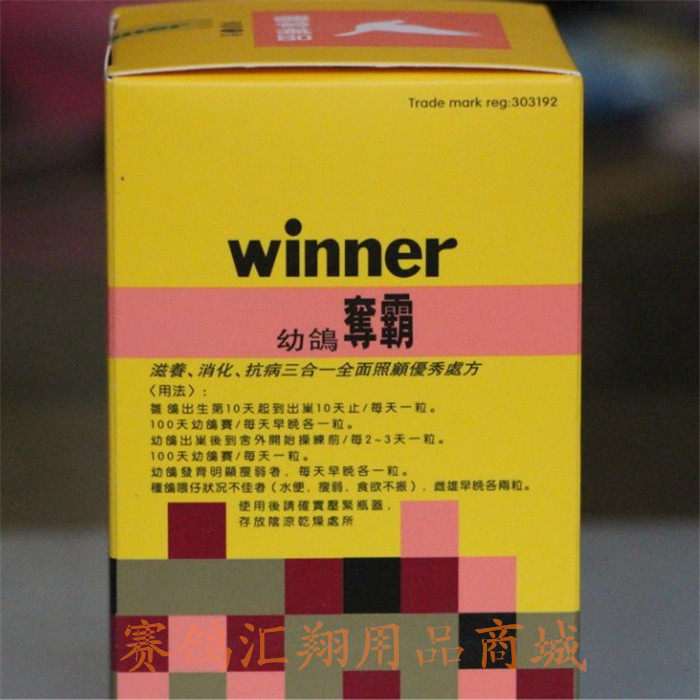 Trade mark reg:303192
winner
幼鴿奪霸
滋養、消化、抗病三合一全面照顧優秀處方
〈用法〉：
雛鴿出生第10天起到出巢10天止/每天一粒。
100天幼鴿賽/每天早晚各一粒。
幼鴿出巢後到舍外開始操練前/每2~3天一粒。
100天幼鴿賽/每天一粒。
幼鴿發育明顯瘦弱者，每天早晚各一粒。
種鴿喂仔狀況不佳者（水便，瘦弱，食欲不振），雌雄早晚各兩粒。
使用後請確實壓緊瓶蓋，
存放陰涼乾燥處所
赛鸽汇翔用品商城